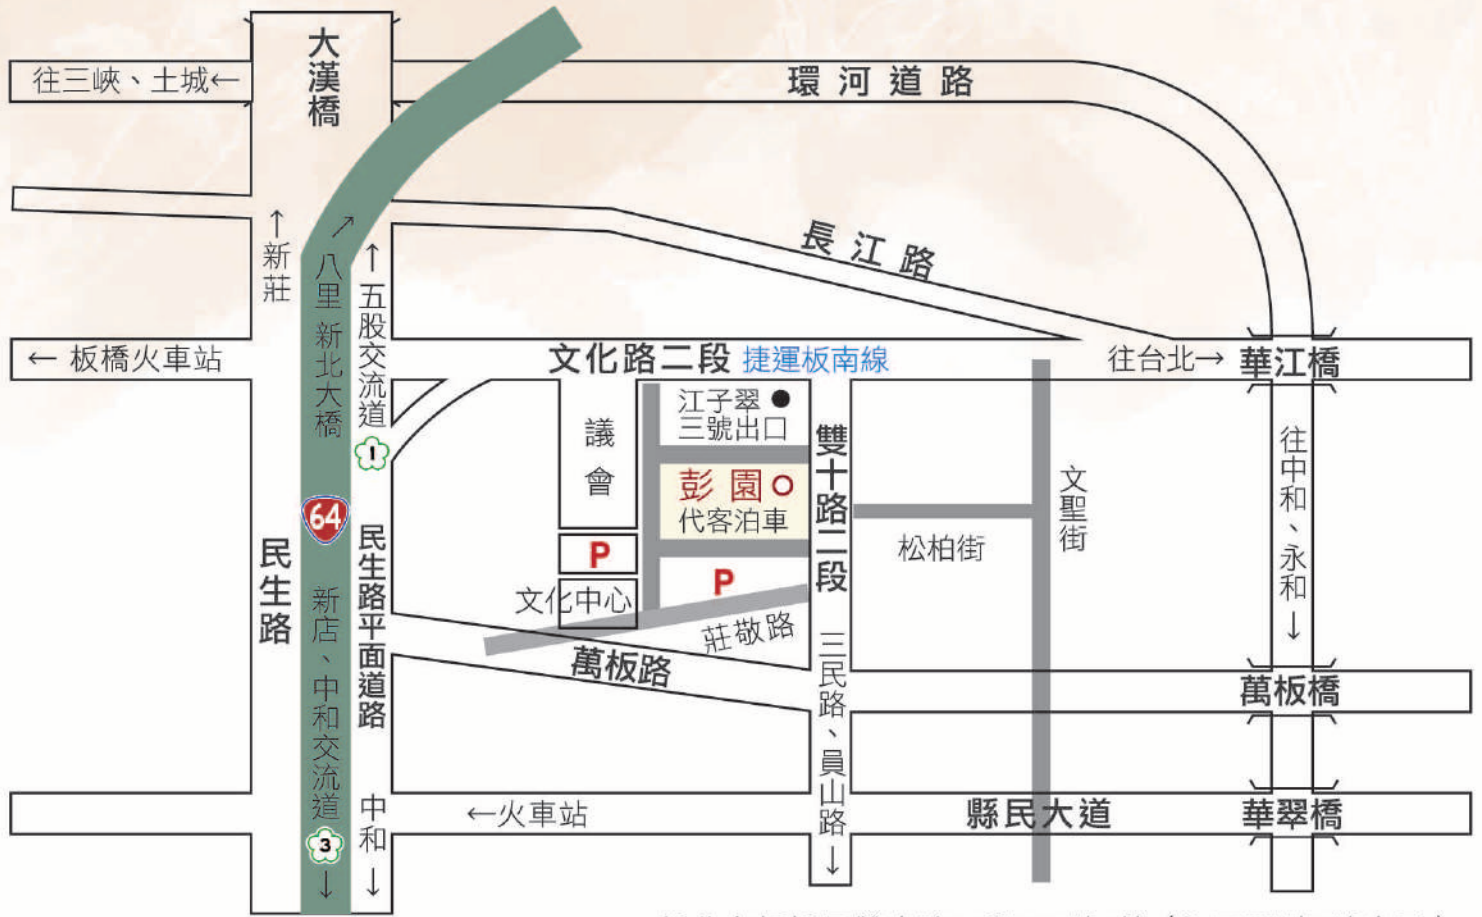 大漢橋
往三峽、土城←
環河道路
長江路
↑新莊
↗八里 新北大橋
↑五股交流道
1
← 板橋火車站
文化路二段 捷運板南線
往台北→
華江橋
議會
江子翠
三號出口
彭園
代客泊車
P
P
文化中心
雙十路二段
三民路、員山路↓
松柏街
文聖街
往中和、永和↓
64
民生路
民生路平面道路
新店、中和交流道
3
↓
中和↓
莊敬路
萬板路
萬板橋
←火車站
縣民大道
華翠橋